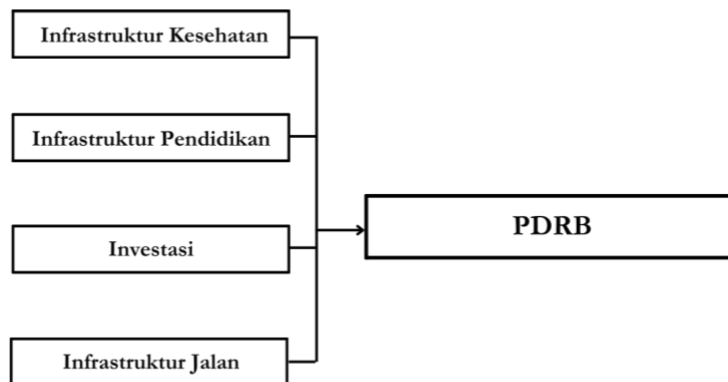 Infrastruktur Kesehatan
Infrastruktur Pendidikan
Investasi
Infrastruktur Jalan
PDRB